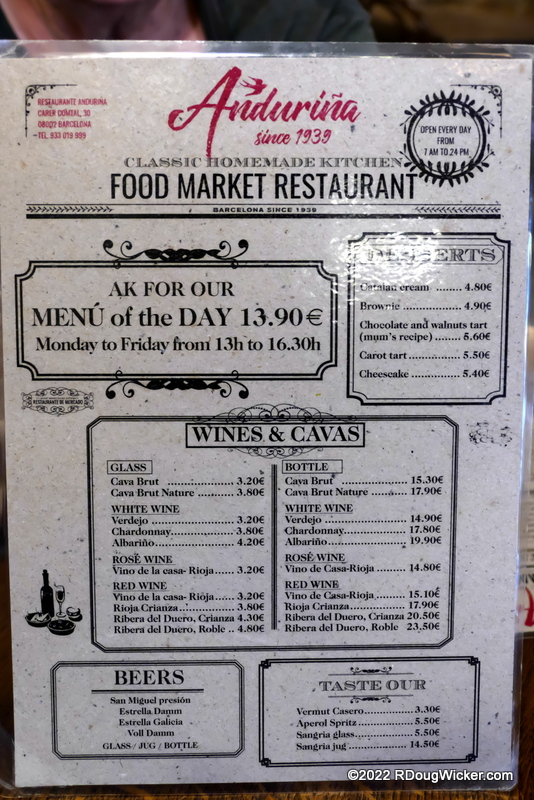 RESTAURANTE ANDURIÑA
CARER COMTAL, 30
08002 BARCELONA
TEL. 933 019 999
Anduriña
since 1939
OPEN EVERY DAY
FROM
7 AM TO 24 PM
CLASSIC HOMEMADE KITCHEN
FOOD MARKET RESTAURANT
BARCELONA SINCE 1939
AK FOR OUR
MENÚ of the DAY 13.90€
Monday to Friday from 13h to 16.30h
RESTAURANTE DE MERCADO
DESSERTS
Catalan cream ........ 4.80€
Brownie ................. 4.90€
Chocolate and walnuts tart
(mum's recipe) ....... 5.60€
Carot tart ............... 5.50€
Cheescake .............. 5.40€
WINES & CAVAS
GLASS
Cava Brut ................. 3.20€
Cava Brut Nature ........... 3.80€
WHITE WINE
Verdejo ..................... 3.20€
Chardonnay.................. 3.80€
Albariño..................... 4.20€
ROSÉ WINE
Vino de la casa- Rioja..... 3.20€
RED WINE
Vino de la casa- Rioja..... 3.20€
Rioja Crianza............... 3.80€
Ribera del Duero, Crianza 4.30€
Ribera del Duero, Roble .. 4.80€
BOTTLE
Cava Brut ................... 15.30€
Cava Brut Nature .......... 17.90€
WHITE WINE
Verdejo ..................... 14.90€
Chardonnay.................. 17.80€
Albariño..................... 19.90€
ROSÉ WINE
Vino de Casa-Rioja ........ 14.80€
RED WINE
Vino de Casa-Rioja......... 15.10€
Rioja Crianza............... 17.90€
Ribera del Duero, Crianza 20.50€
Ribera del Duero, Roble 23,50€
BEERS
San Miguel presión
Estrella Damm
Estrella Galicia
Voll Damm
GLASS / JUG / BOTTLE
TASTE OUR
Vermut Casero................ 3.30€
Aperol Spritz................. 5.50€
Sangria glass................. 5.50€
Sangria jug .................. 14.50€
©2022 RDougWicker.com